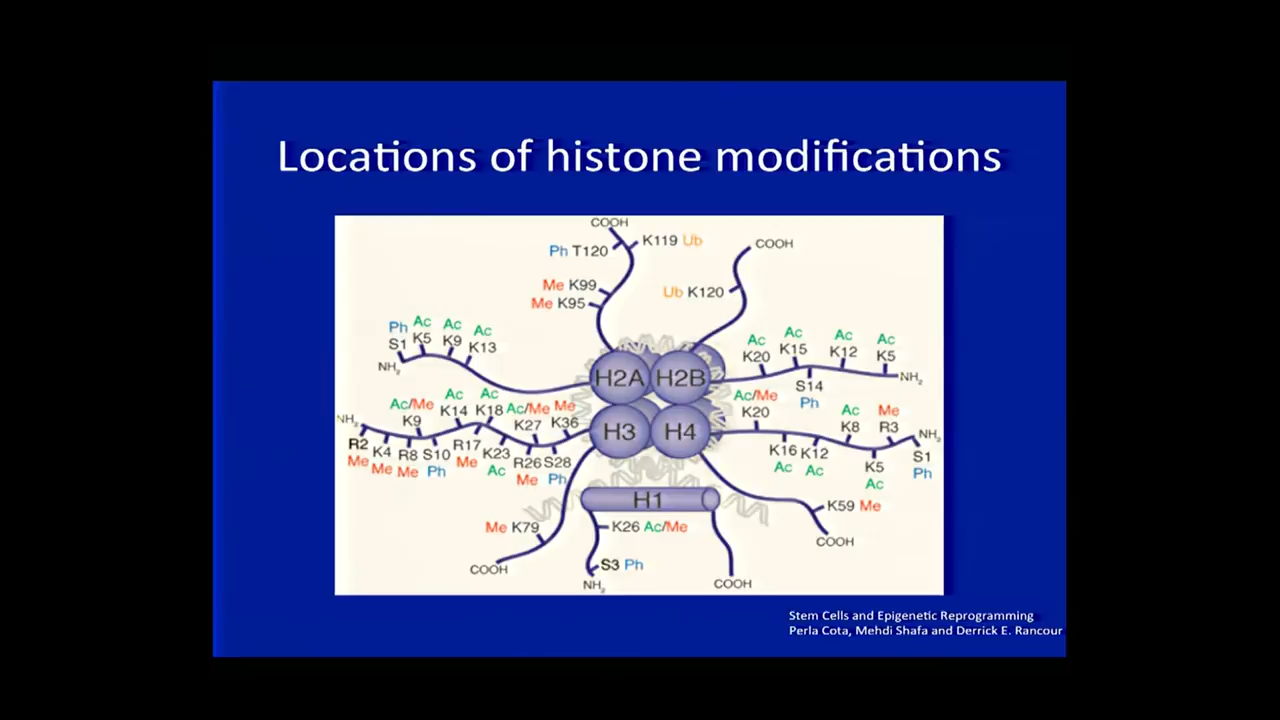 Locations of histone modifications
COOH
Ph T120
K119 Ub
COOH
Me K99
Me K95
Ub K120
Ph Ac Ac Ac
S1 K5 K9 K13
NH2
H2A H2B
Ac Ac Ac Ac
K20 K15 K12 K5
NH2
S14
Ph
Ac/Me Ac Ac Ac/Me Me
NH2 K9 K14 K18 K27 K36
R2 K4 R8 S10 R17 K23 R26 S28
Me Me Me Ph Me Ac Me Ph
H3 H4
Ac/Me Ac Me
K20 K8 R3
NH2
K16 K12 K5 S1
Ac Ac Ac Ph
H1
K59 Me
COOH
Me K79
COOH
K26 Ac/Me
S3 Ph
NH2
COOH
Stem Cells and Epigenetic Reprogramming
Perla Cota, Mehdi Shafa and Derrick E. Rancour